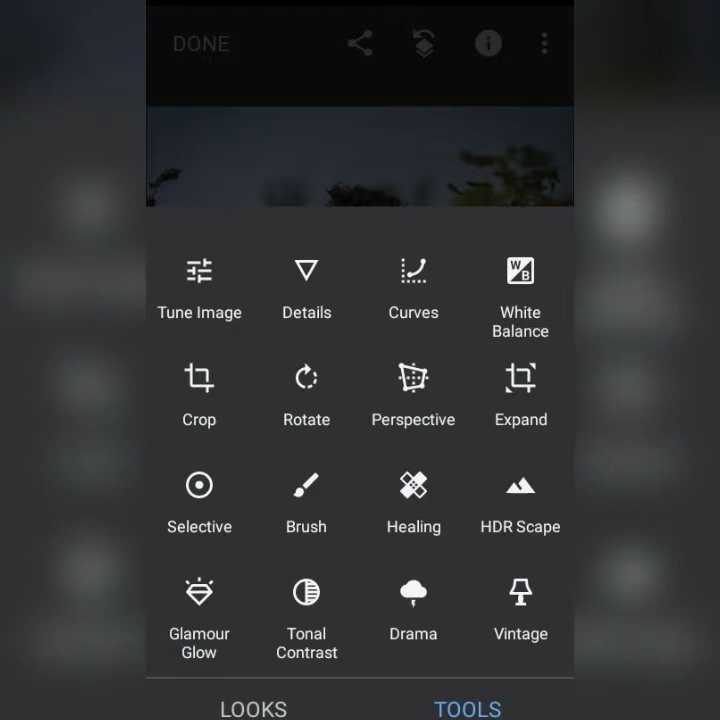 DONE
Tune Image
Details
Curves
W
B
White
Balance
Crop
Rotate
Perspective
Expand
Selective
Brush
Healing
HDR Scape
Glamour
Glow
Tonal
Contrast
Drama
Vintage
LOOKS
TOOLS